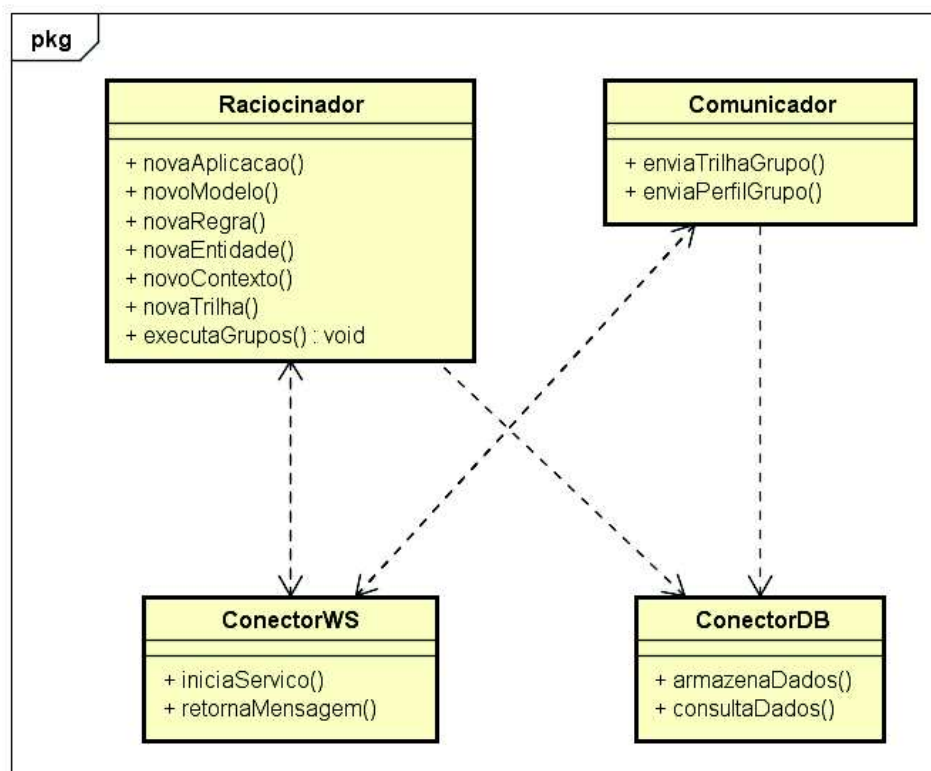 pkg
Raciocinador
+ novaAplicacao()
+ novoModelo()
+ novaRegra()
+ novaEntidade()
+ novoContexto()
+ novaTrilha()
+ executaGrupos() : void
Comunicador
+ enviaTrilhaGrupo()
+ enviaPerfilGrupo()
ConectorWS
+ iniciaServico()
+ retornaMensagem()
ConectorDB
+ armazenaDados()
+ consultaDados()